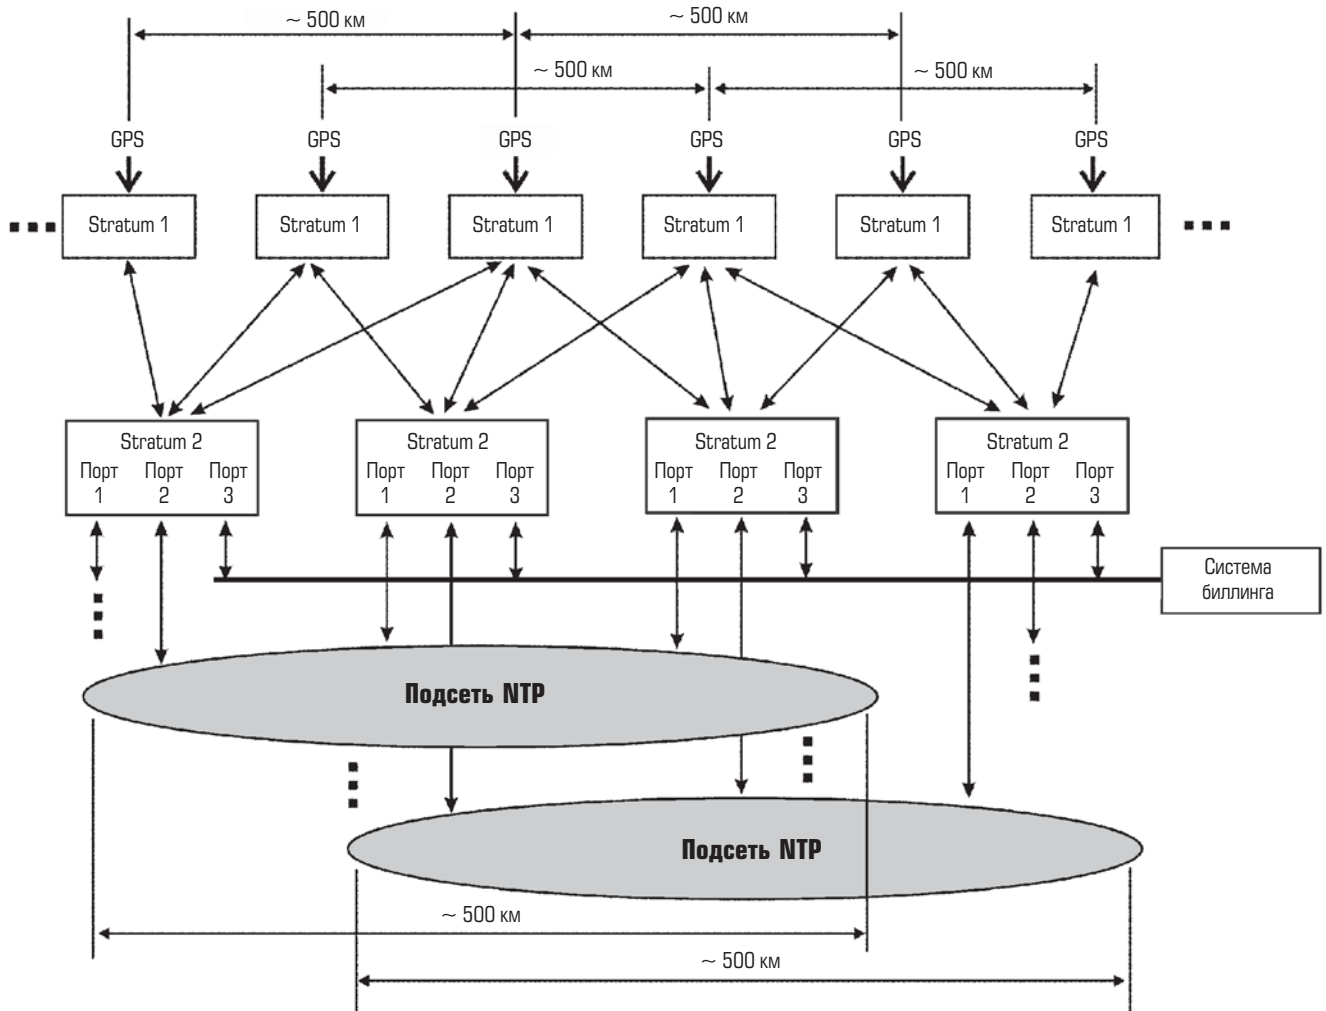 ~ 500 км
~ 500 км
~ 500 км
~ 500 км
GPS GPS GPS GPS GPS GPS
Stratum 1 Stratum 1 Stratum 1 Stratum 1 Stratum 1 Stratum 1
Stratum 2 Stratum 2 Stratum 2 Stratum 2
Порт Порт Порт Порт Порт Порт Порт Порт Порт Порт Порт Порт
1 2 3 1 2 3 1 2 3 1 2 3
Система
биллинга
Подсеть NTP
Подсеть NTP
~ 500 км
~ 500 км